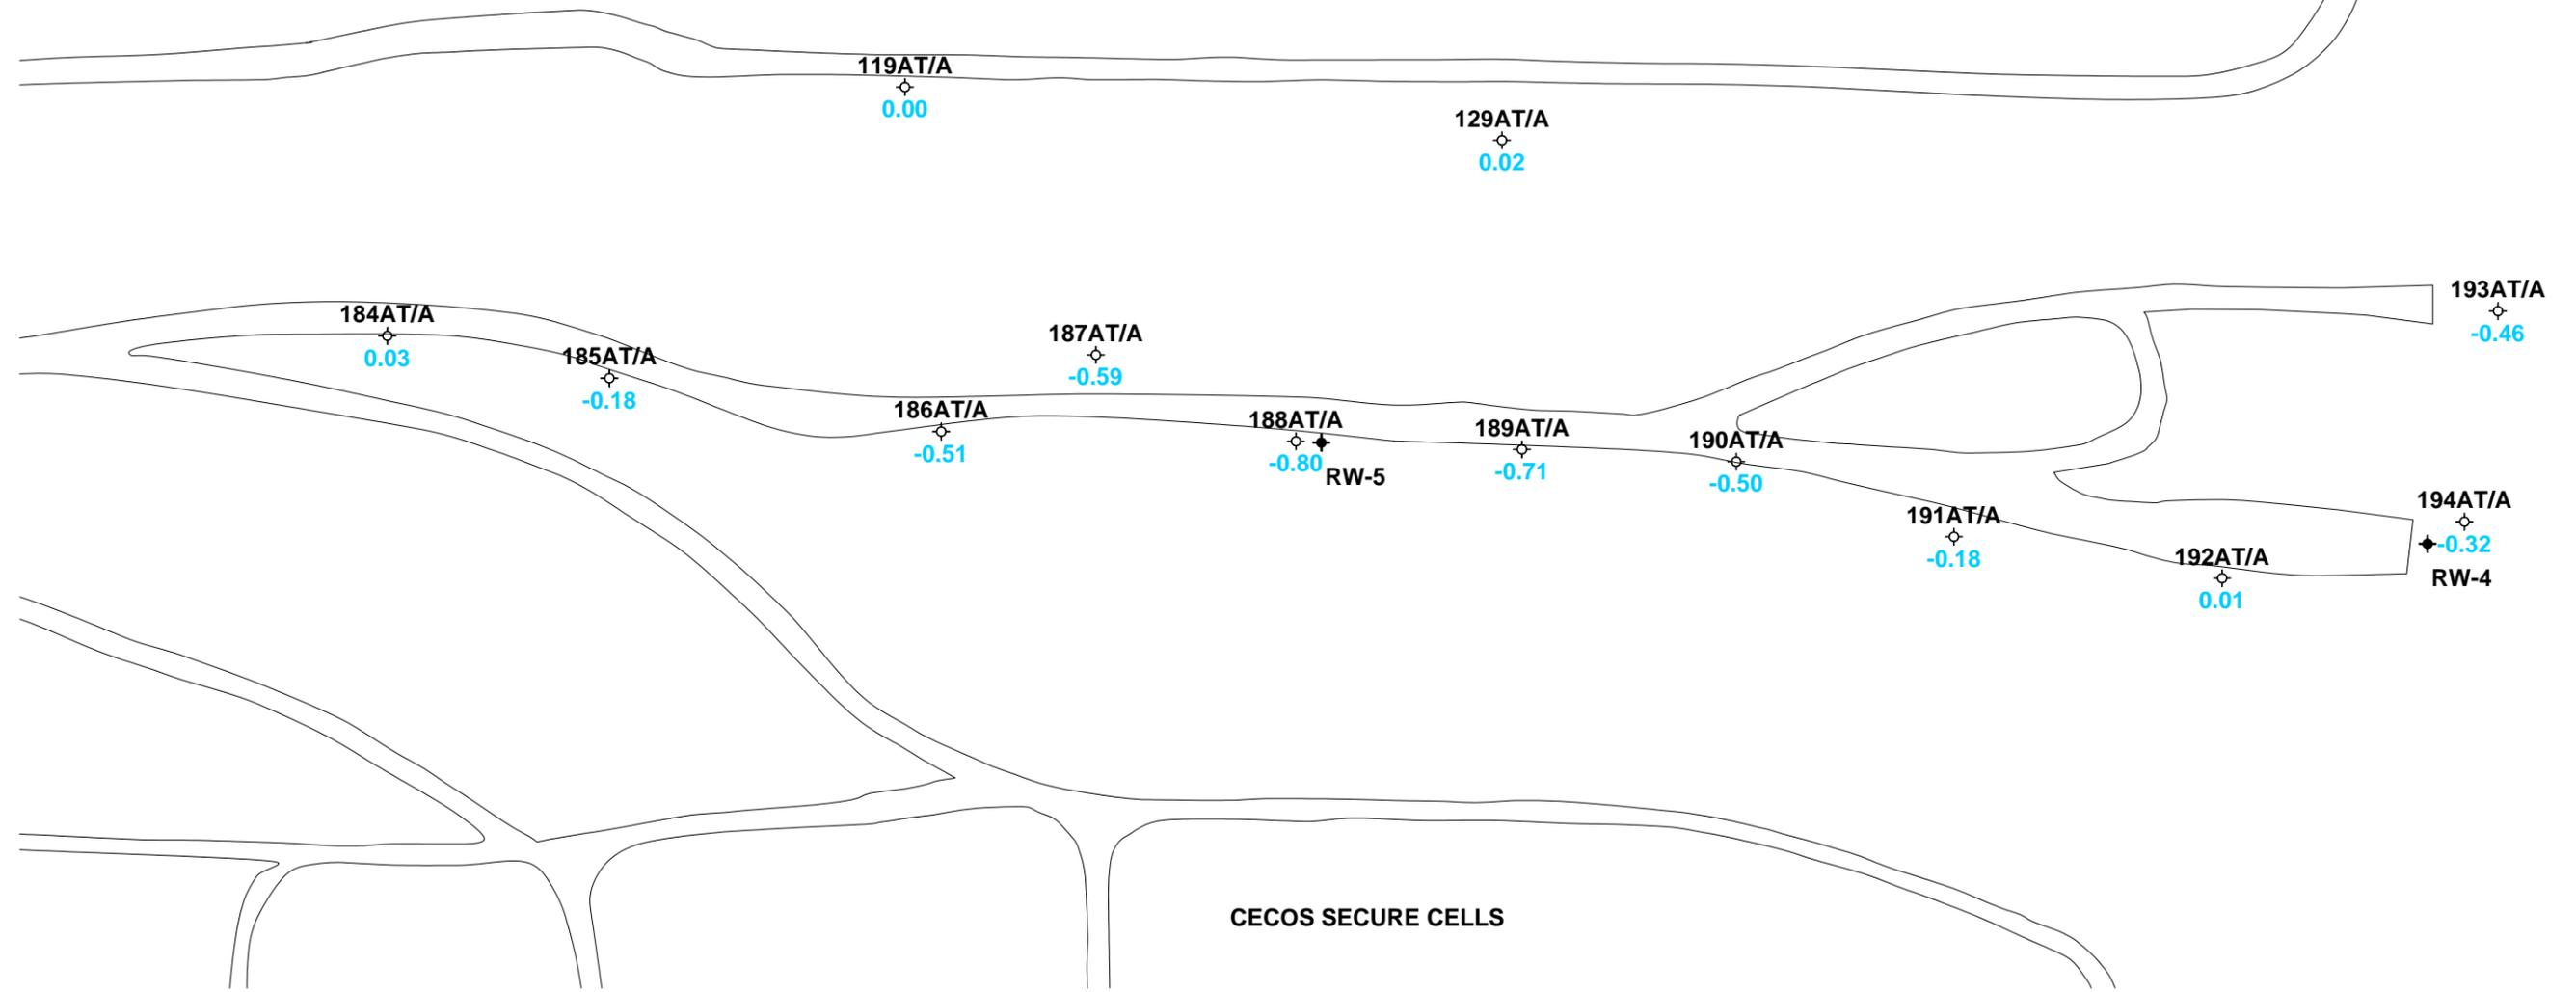 119AT/A
0.00
129AT/A
0.02
184AT/A
0.03
185AT/A
-0.18
187AT/A
-0.59
186AT/A
-0.51
188AT/A
-0.80
RW-5
189AT/A
-0.71
190AT/A
-0.50
191AT/A
-0.18
192AT/A
0.01
193AT/A
-0.46
194AT/A
-0.32
RW-4
CECOS SECURE CELLS